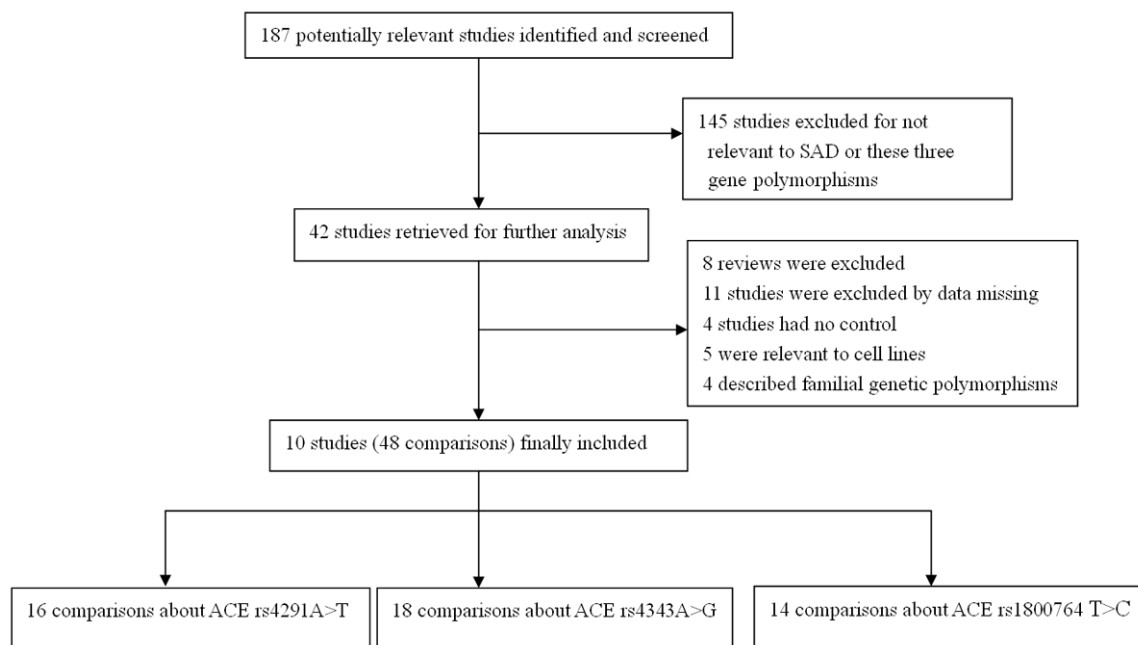 187 potentially relevant studies identified and screened
145 studies excluded for not
relevant to SAD or these three
gene polymorphisms
42 studies retrieved for further analysis
8 reviews were excluded
11 studies were excluded by data missing
4 studies had no control
5 were relevant to cell lines
4 described familial genetic polymorphisms
10 studies (48 comparisons) finally included
16 comparisons about ACE rs4291A>T
18 comparisons about ACE rs4343A>G
14 comparisons about ACE rs1800764 T>C